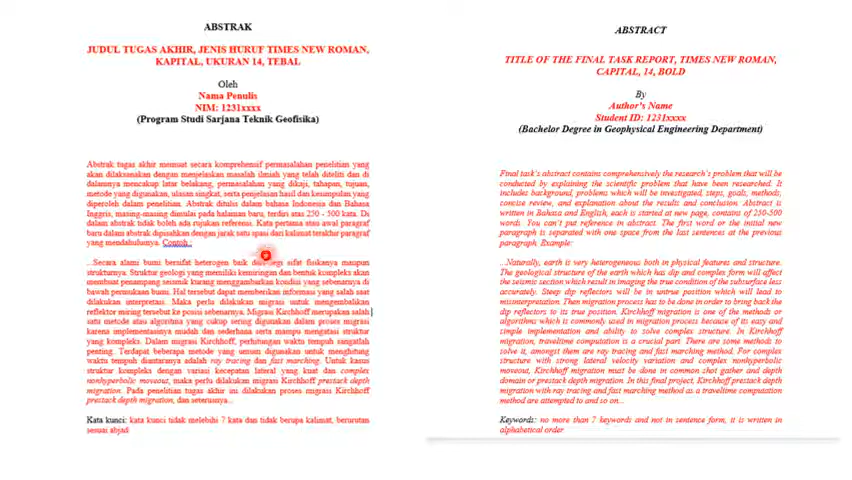 ABSTRAK
JUDUL TUGAS AKHIR, JENIS HURUF TIMES NEW ROMAN,
KAPITAL, UKURAN 14, TEBAL
Oleh
Nama Penulis
NIM: 1231xxxx
(Program Studi Sarjana Teknik Geofisika)
Abstrak tugas akhir memuat secara komprehensif permasalahan penelitian yang
akan dilaksanakan dengan menjelaskan masalah ilmiah yang telah diteliti dan di
dalamnya mencakup latar belakang, permasalahan yang dikaji, tahapan, tujuan,
metode yang digunakan, ulasan singkat, serta penjelasan hasil dan kesimpulan yang
diperoleh dalam penelitian. Abstrak ditulis dalam bahasa Indonesia dan Bahasa
Inggris, masing-masing dimulai pada halaman baru, terdiri atas 250 - 500 kata. Di
dalam abstrak tidak boleh ada rujukan referensi. Kata pertama atau awal paragraf
baru dalam abstrak dipisahkan dengan jarak satu spasi dari kalimat terakhir paragraf
yang mendahuluinya. Contoh :
...Secara alami bumi bersifat heterogen baik dari segi sifat fisiknya maupun
strukturnya. Struktur geologi yang memiliki kemiringan dan bentuk kompleks akan
membuat penampang seismik kurang menggambarkan kondisi yang sebenarnya di
bawah permukaan bumi. Hal tersebut dapat memberikan informasi yang salah saat
dilakukan interpretasi. Maka perlu dilakukan migrasi untuk mengembalikan
reflektor miring tersebut ke posisi sebenarnya. Migrasi Kirchhoff merupakan salah
satu metode atau algoritma yang cukup sering digunakan dalam proses migrasi
karena implementasinya mudah dan sederhana serta mampu mengatasi struktur
yang kompleks. Dalam migrasi Kirchhoff, perhitungan waktu tempuh sangatlah
penting. Terdapat beberapa metode yang umum digunakan untuk menghitung
waktu tempuh diantaranya adalah ray tracing dan fast marching. Untuk kasus
struktur kompleks dengan variasi kecepatan lateral yang kuat dan complex
nonhyperbolic moveout, maka perlu dilakukan migrasi Kirchhoff prestack depth
migration. Pada penelitian tugas akhir ini dilakukan proses migrasi Kirchhoff
prestack depth migration, dan seterusnya...
Kata kunci: kata kunci tidak melebihi 7 kata dan tidak berupa kalimat, berurutan
sesuai abjad
ABSTRACT
TITLE OF THE FINAL TASK REPORT, TIMES NEW ROMAN,
CAPITAL, 14, BOLD
By
Author's Name
Student ID: 1231xxxx
(Bachelor Degree in Geophysical Engineering Department)
Final task's abstract contains comprehensively the research's problem that will be
conducted by explaining the scientific problem that have been researched. It
includes background, problems which will be investigated, steps, goals, methods,
concise review, and explanation about the results and conclusion. Abstract is
written in Bahasa and English, each is started at new page, contains of 250-500
words. You can't put reference in abstract. The first word or the initial new
paragraph is separated with one space from the last sentences at the previous
paragraph. Example:
...Naturally, earth is very heterogeneous both in physical features and structure.
The geological structure of the earth which has dip and complex form will affect
the seismic section which result in imaging the true condition of the subsurface less
accurately. Steep dip reflectors will be in untrue position which will lead to
misinterpretation. Then migration process has to be done in order to bring back the
dip reflectors to its true position. Kirchhoff migration is one of the methods or
algorithms which is commonly used in migration process because of its easy and
simple implementation and ability to solve complex structure. In Kirchhoff
migration, traveltime computation is a crucial part. There are some methods to
solve it, amongst them are ray tracing and fast marching method. For complex
structure with strong lateral velocity variation and complex nonhyperbolic
moveout, Kirchhoff migration must be done in common shot gather and depth
domain or prestack depth migration. In this final project, Kirchhoff prestack depth
migration with ray tracing and fast marching method as a traveltime computation
method are attempted to and so on...
Keywords: no more than 7 keywords and not in sentence form, it is written in
alphabetical order